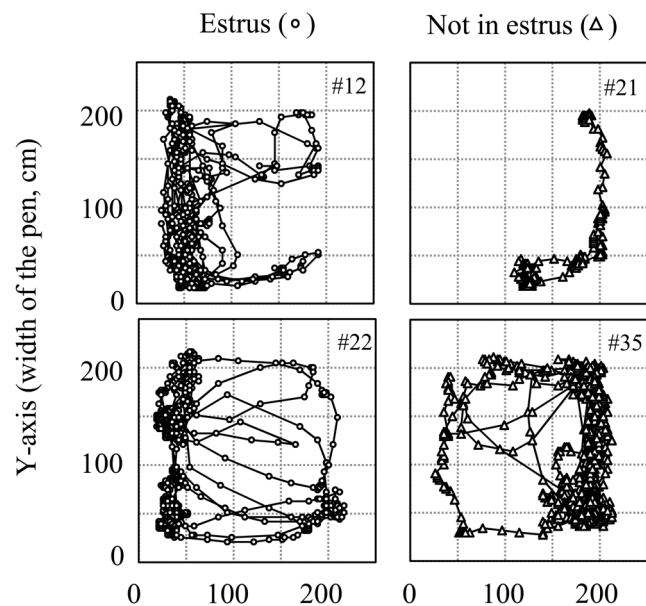 Estrus (○) Not in estrus (△)
#12 #21
200
100
0
#22 #35
200
100
0
Y-axis (width of the pen, cm)
0 100 200 0 100 200